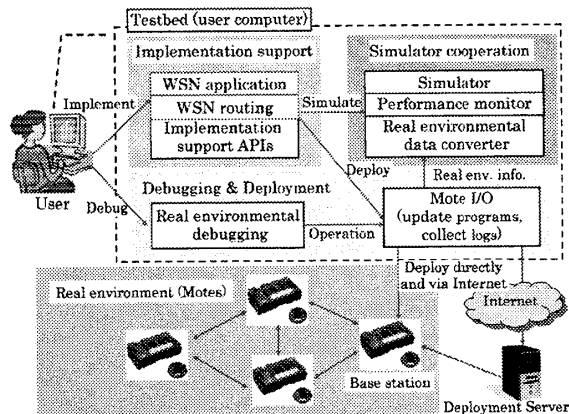 Testbed (user computer)
Implementation support
WSN application
WSN routing
Implementation
support APIs
Simulator cooperation
Simulator
Performance monitor
Real environmental
data converter
Implement
Simulate
User
Debug
Debugging & Deployment
Real environmental
debugging
Operation
Deploy
Real env. info.
Mote I/O
(update programs,
collect logs)
Deploy directly
and via Internet
Internet
Real environment (Motes)
Base station
Deployment Server